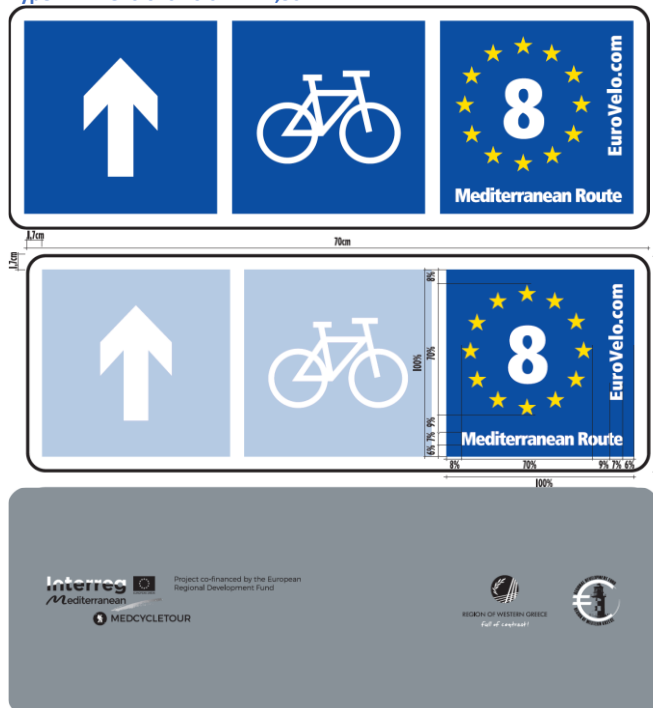 8
EuroVelo.com
Mediterranean Route
1,7cm
70cm
1,7cm
8%
70%
100%
9%
7%
6%
8
EuroVelo.com
Mediterranean Route
8%
70%
9%
7%
6%
100%
Interreg
Mediterranean
Project co-financed by the European
Regional Development Fund
MEDCYCLETOUR
REGION OF WESTERN GREECE
full of contrast!